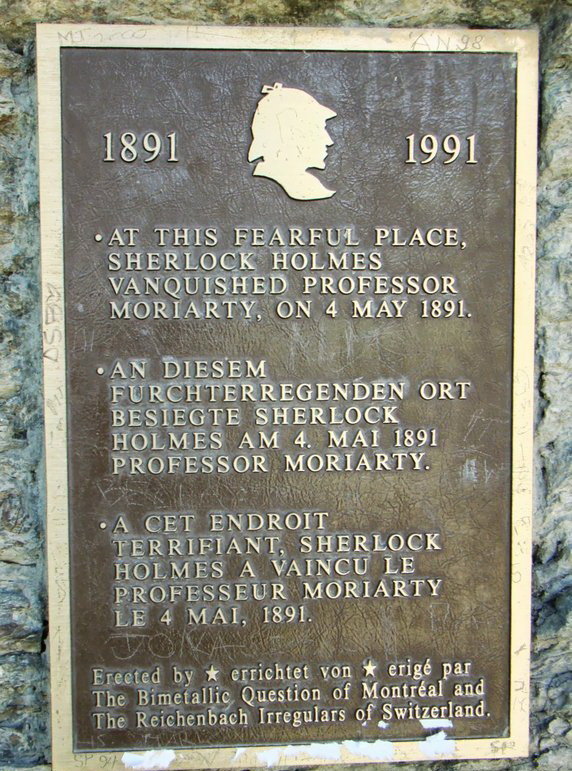 1891 1991
• AT THIS FEARFUL PLACE,
SHERLOCK HOLMES
VANQUISHED PROFESSOR
MORIARTY, ON 4 MAY 1891.
• AN DIESEM
FURCHTERREGENDEN ORT
BESIEGTE SHERLOCK
HOLMES AM 4. MAI 1891
PROFESSOR MORIARTY.
• A CET ENDROIT
TERRIFIANT, SHERLOCK
HOLMES A VAINCU LE
PROFESSEUR MORIARTY
LE 4 MAI, 1891.
Erected by ★ errichtet von ★ erigé par
The Bimetallic Question of Montréal and
The Reichenbach Irregulars of Switzerland.